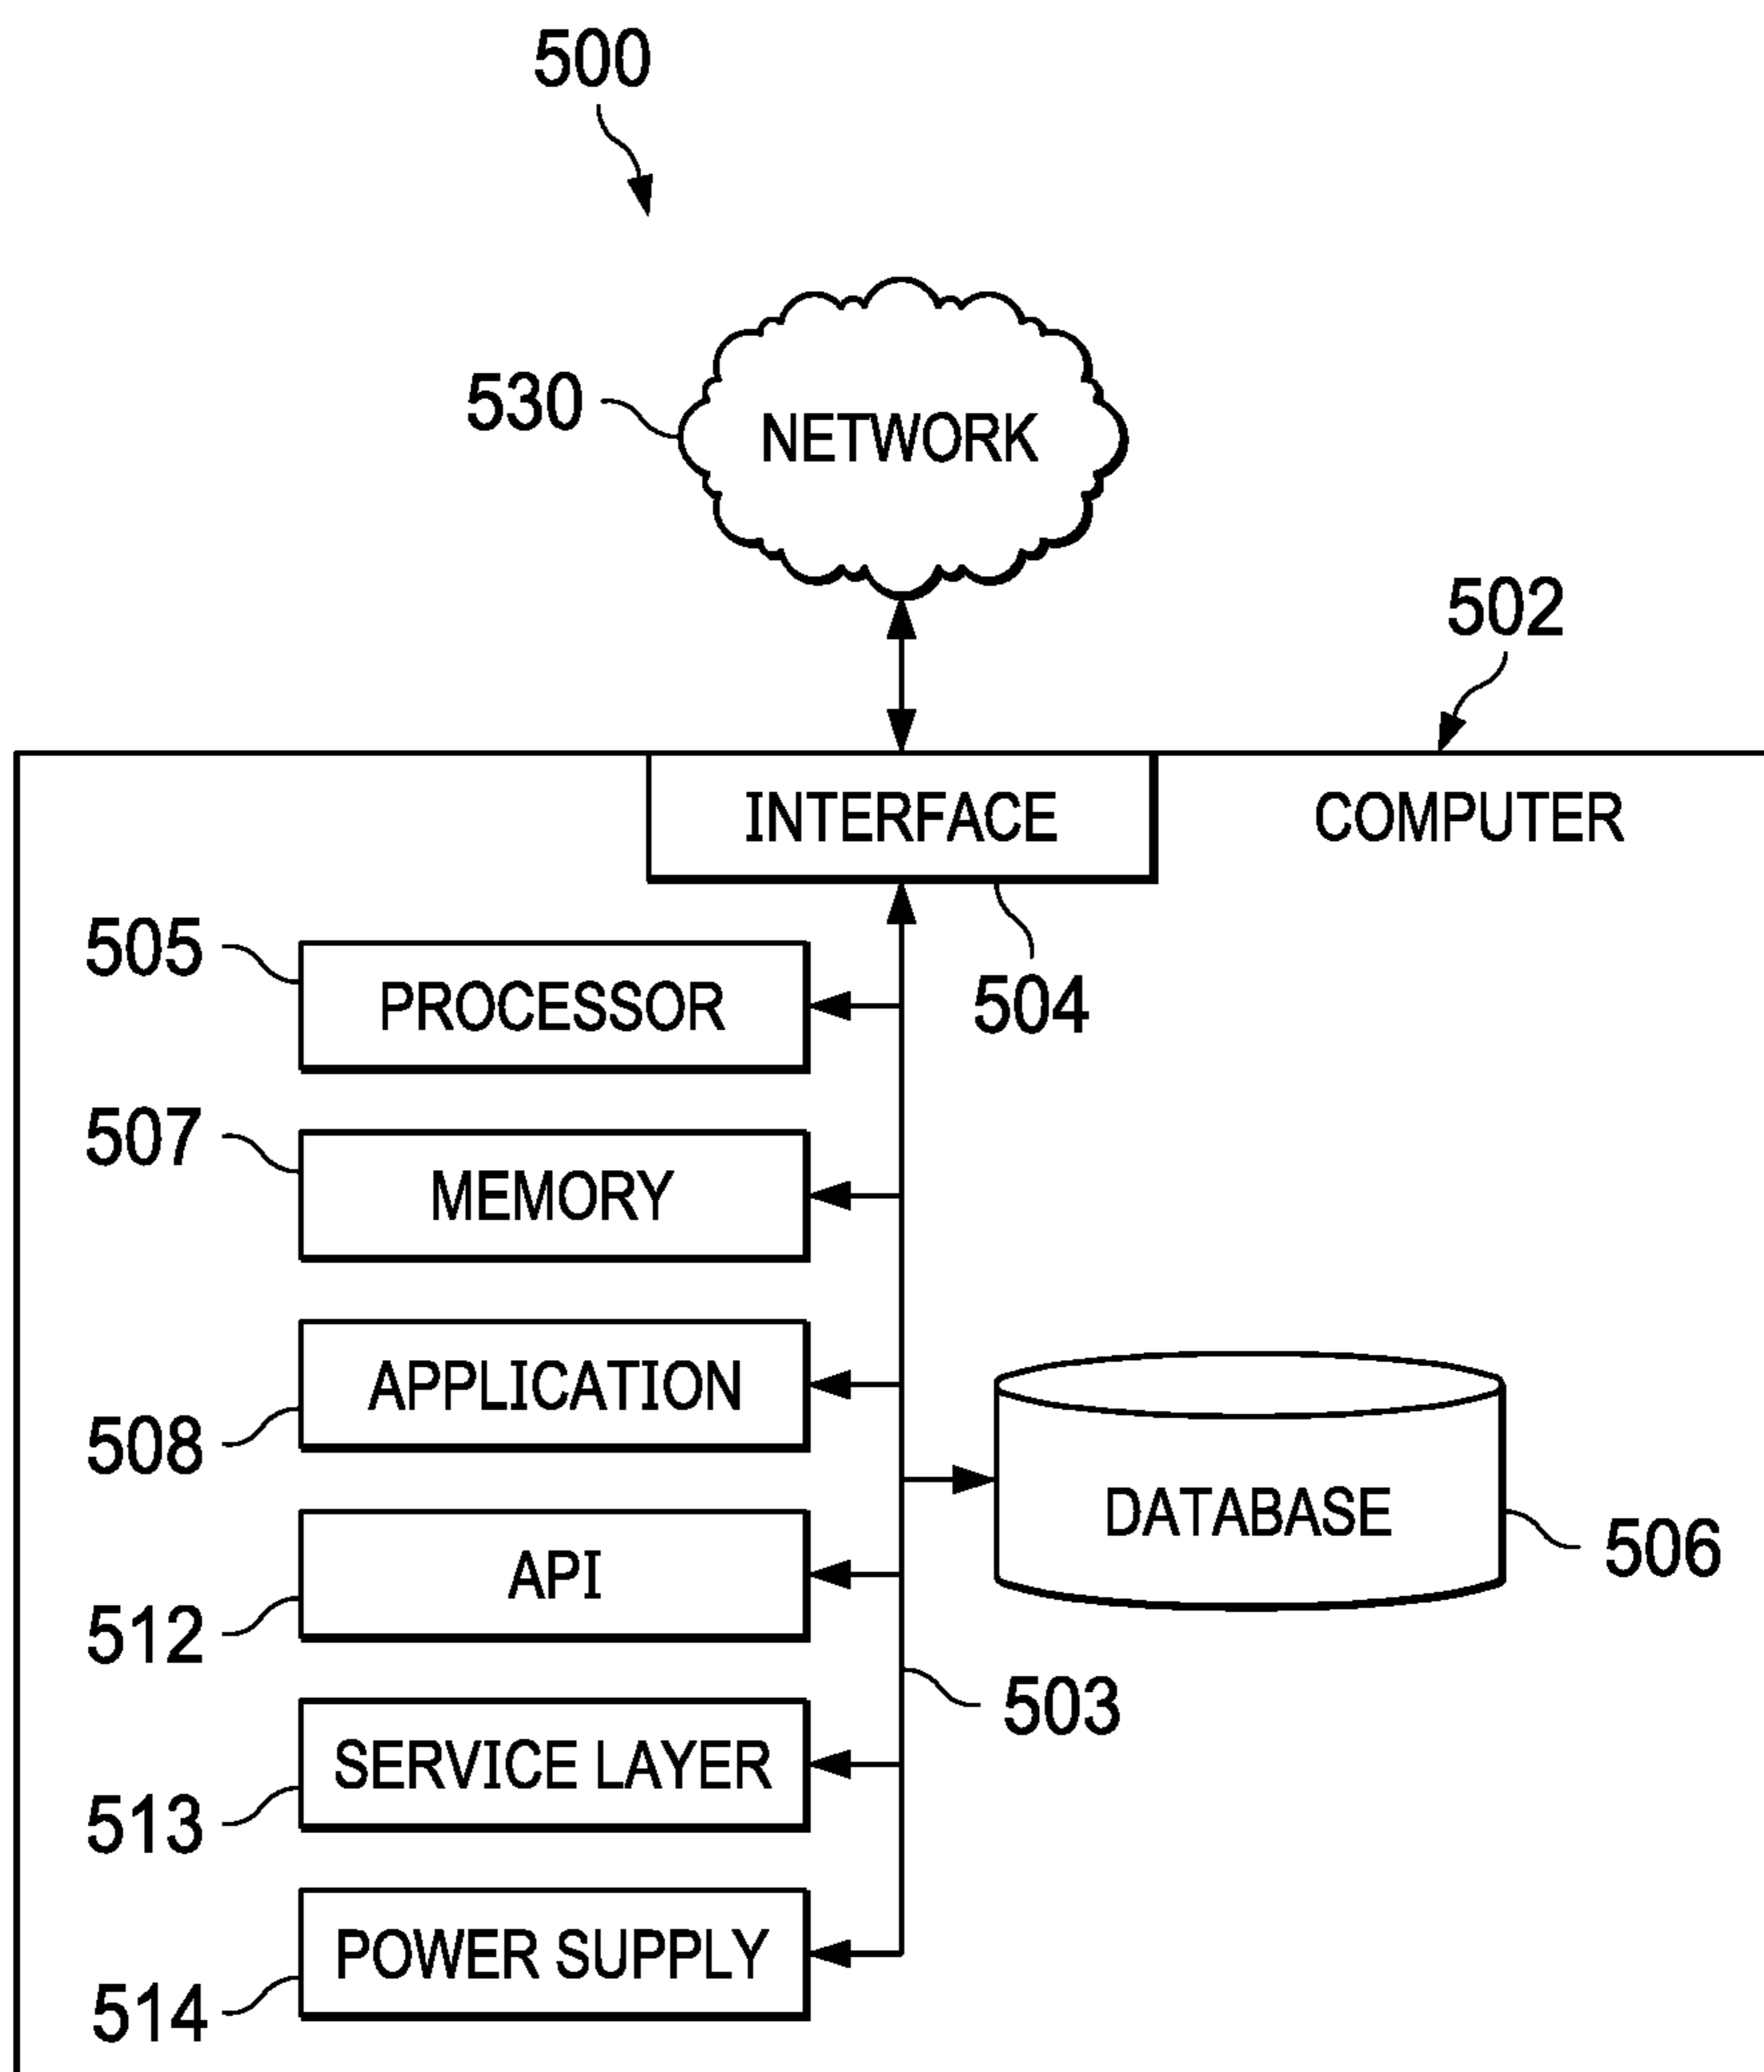 500
530
NETWORK
502
INTERFACE
COMPUTER
505
PROCESSOR
504
507
MEMORY
APPLICATION
508
DATABASE
506
API
512
503
SERVICE LAYER
513
POWER SUPPLY
514